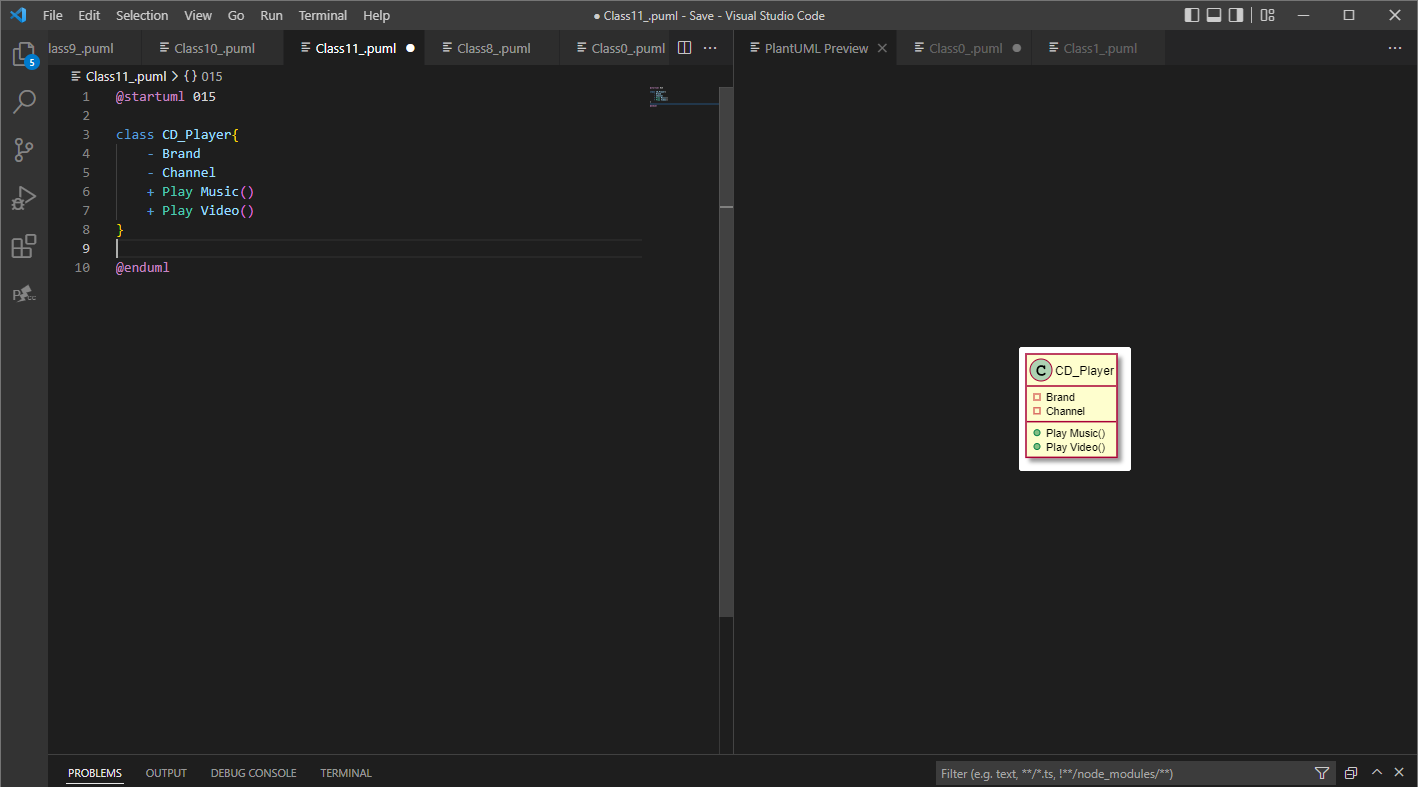 File Edit Selection View Go Run Terminal Help ● Class11_.puml - Save - Visual Studio Code
lass9_.puml Class10_.puml Class11_.puml Class8_.puml Class0_.puml ··· PlantUML Preview Class0_.puml Class1_.puml ···
5
Class11_.puml > {} 015
1 @startuml 015
2
3 class CD_Player{
4 - Brand
5 - Channel
6 + Play Music()
7 + Play Video()
8 }
9
10 @enduml
C CD_Player
Brand
Channel
Play Music()
Play Video()
PROBLEMS OUTPUT DEBUG CONSOLE TERMINAL Filter (e.g. text, **/*.ts, !**/node_modules/**)